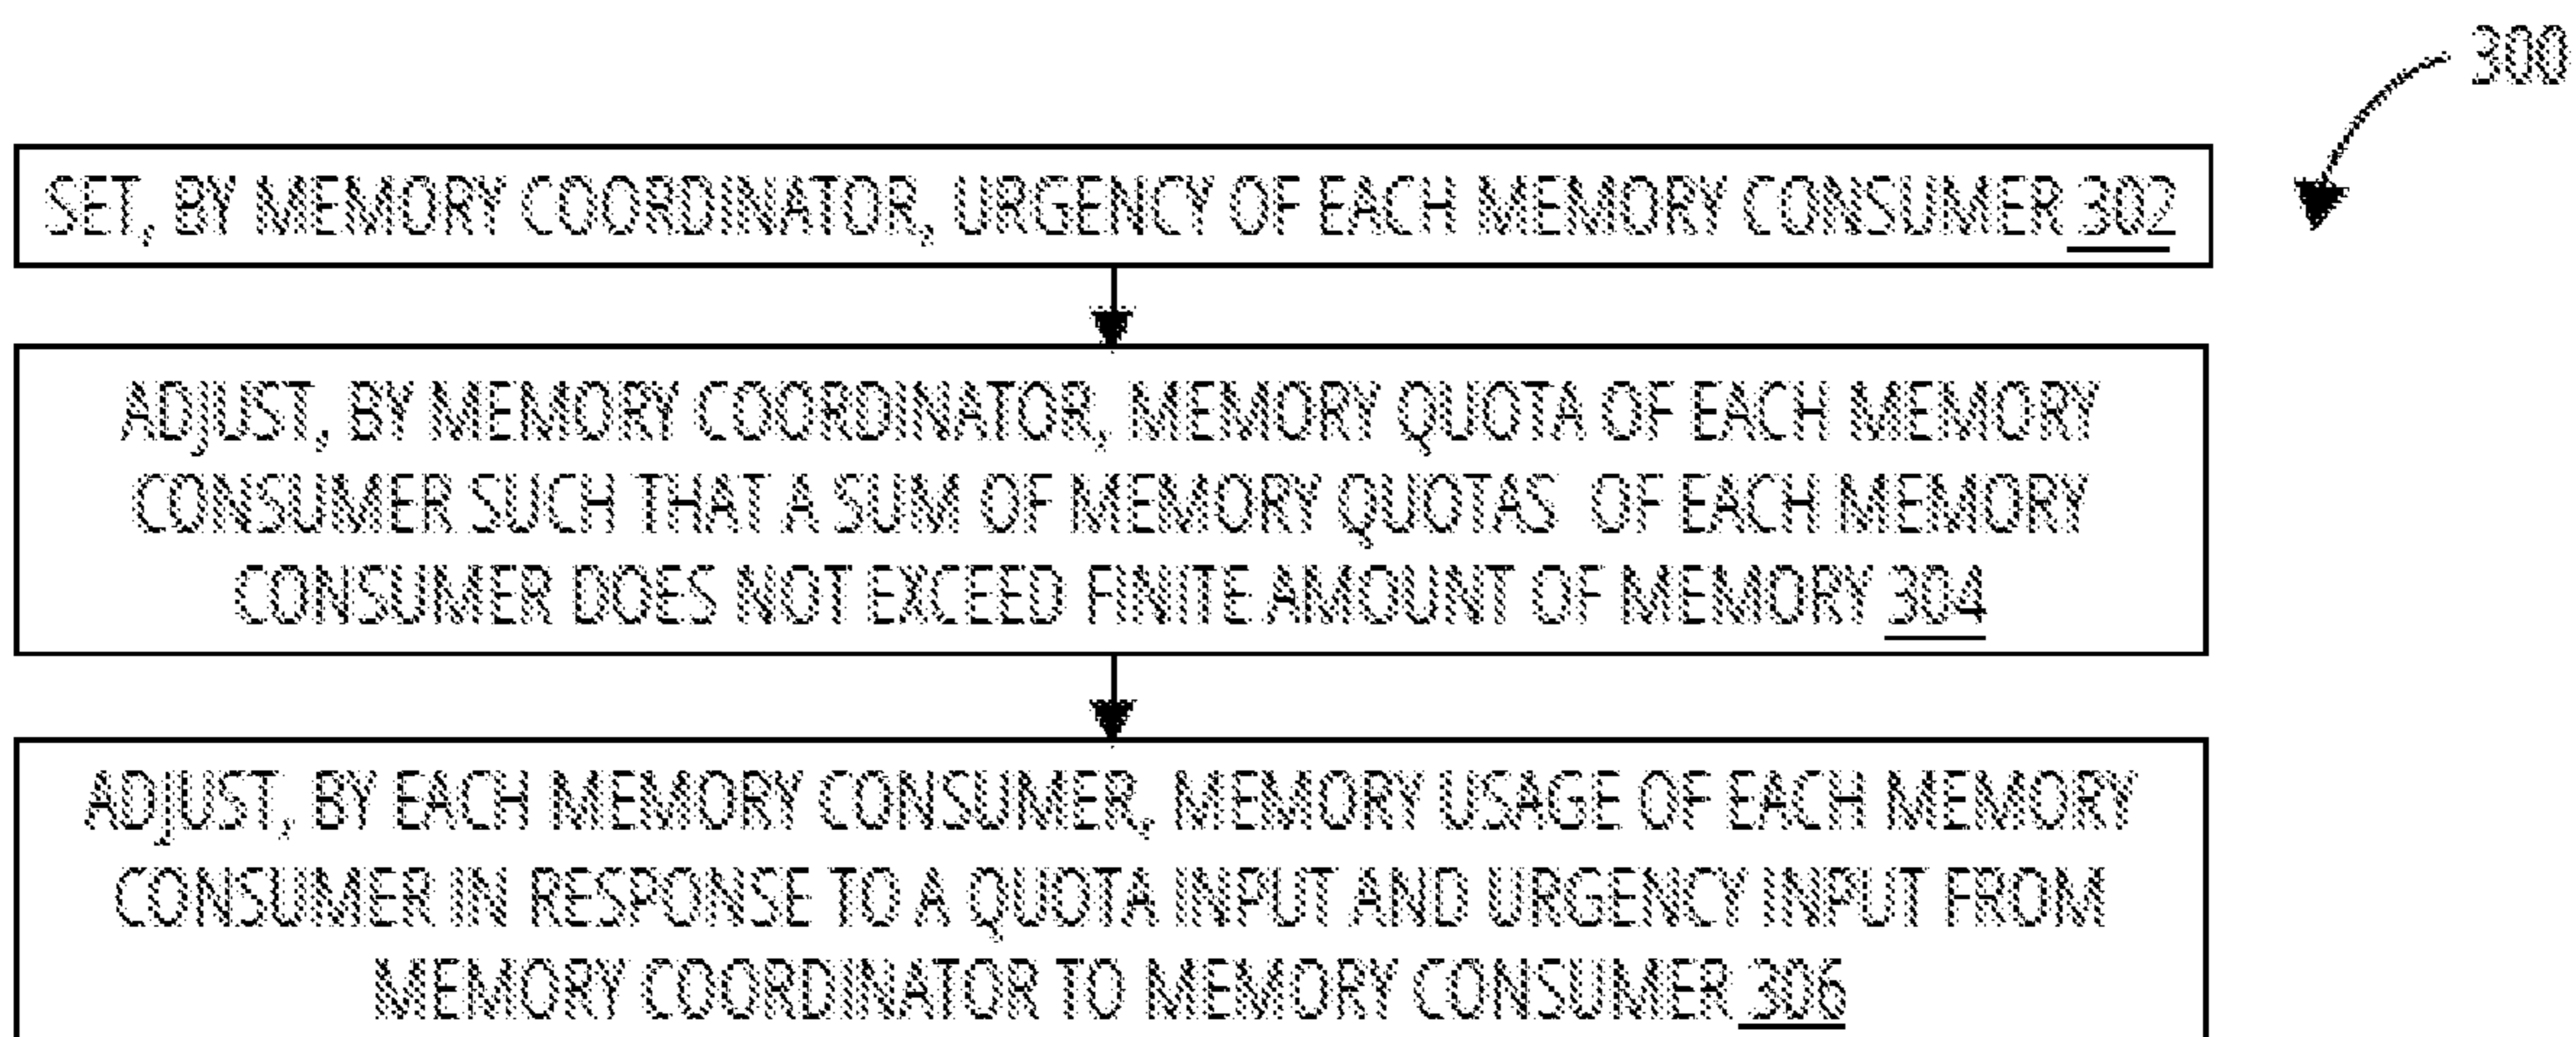 300
SET, BY MEMORY COORDINATOR, URGENCY OF EACH MEMORY CONSUMER 302
ADJUST, BY MEMORY COORDINATOR, MEMORY QUOTA OF EACH MEMORY
CONSUMER SUCH THAT A SUM OF MEMORY QUOTAS OF EACH MEMORY
CONSUMER DOES NOT EXCEED FINITE AMOUNT OF MEMORY 304
ADJUST, BY EACH MEMORY CONSUMER, MEMORY USAGE OF EACH MEMORY
CONSUMER IN RESPONSE TO A QUOTA INPUT AND URGENCY INPUT FROM
MEMORY COORDINATOR TO MEMORY CONSUMER 306